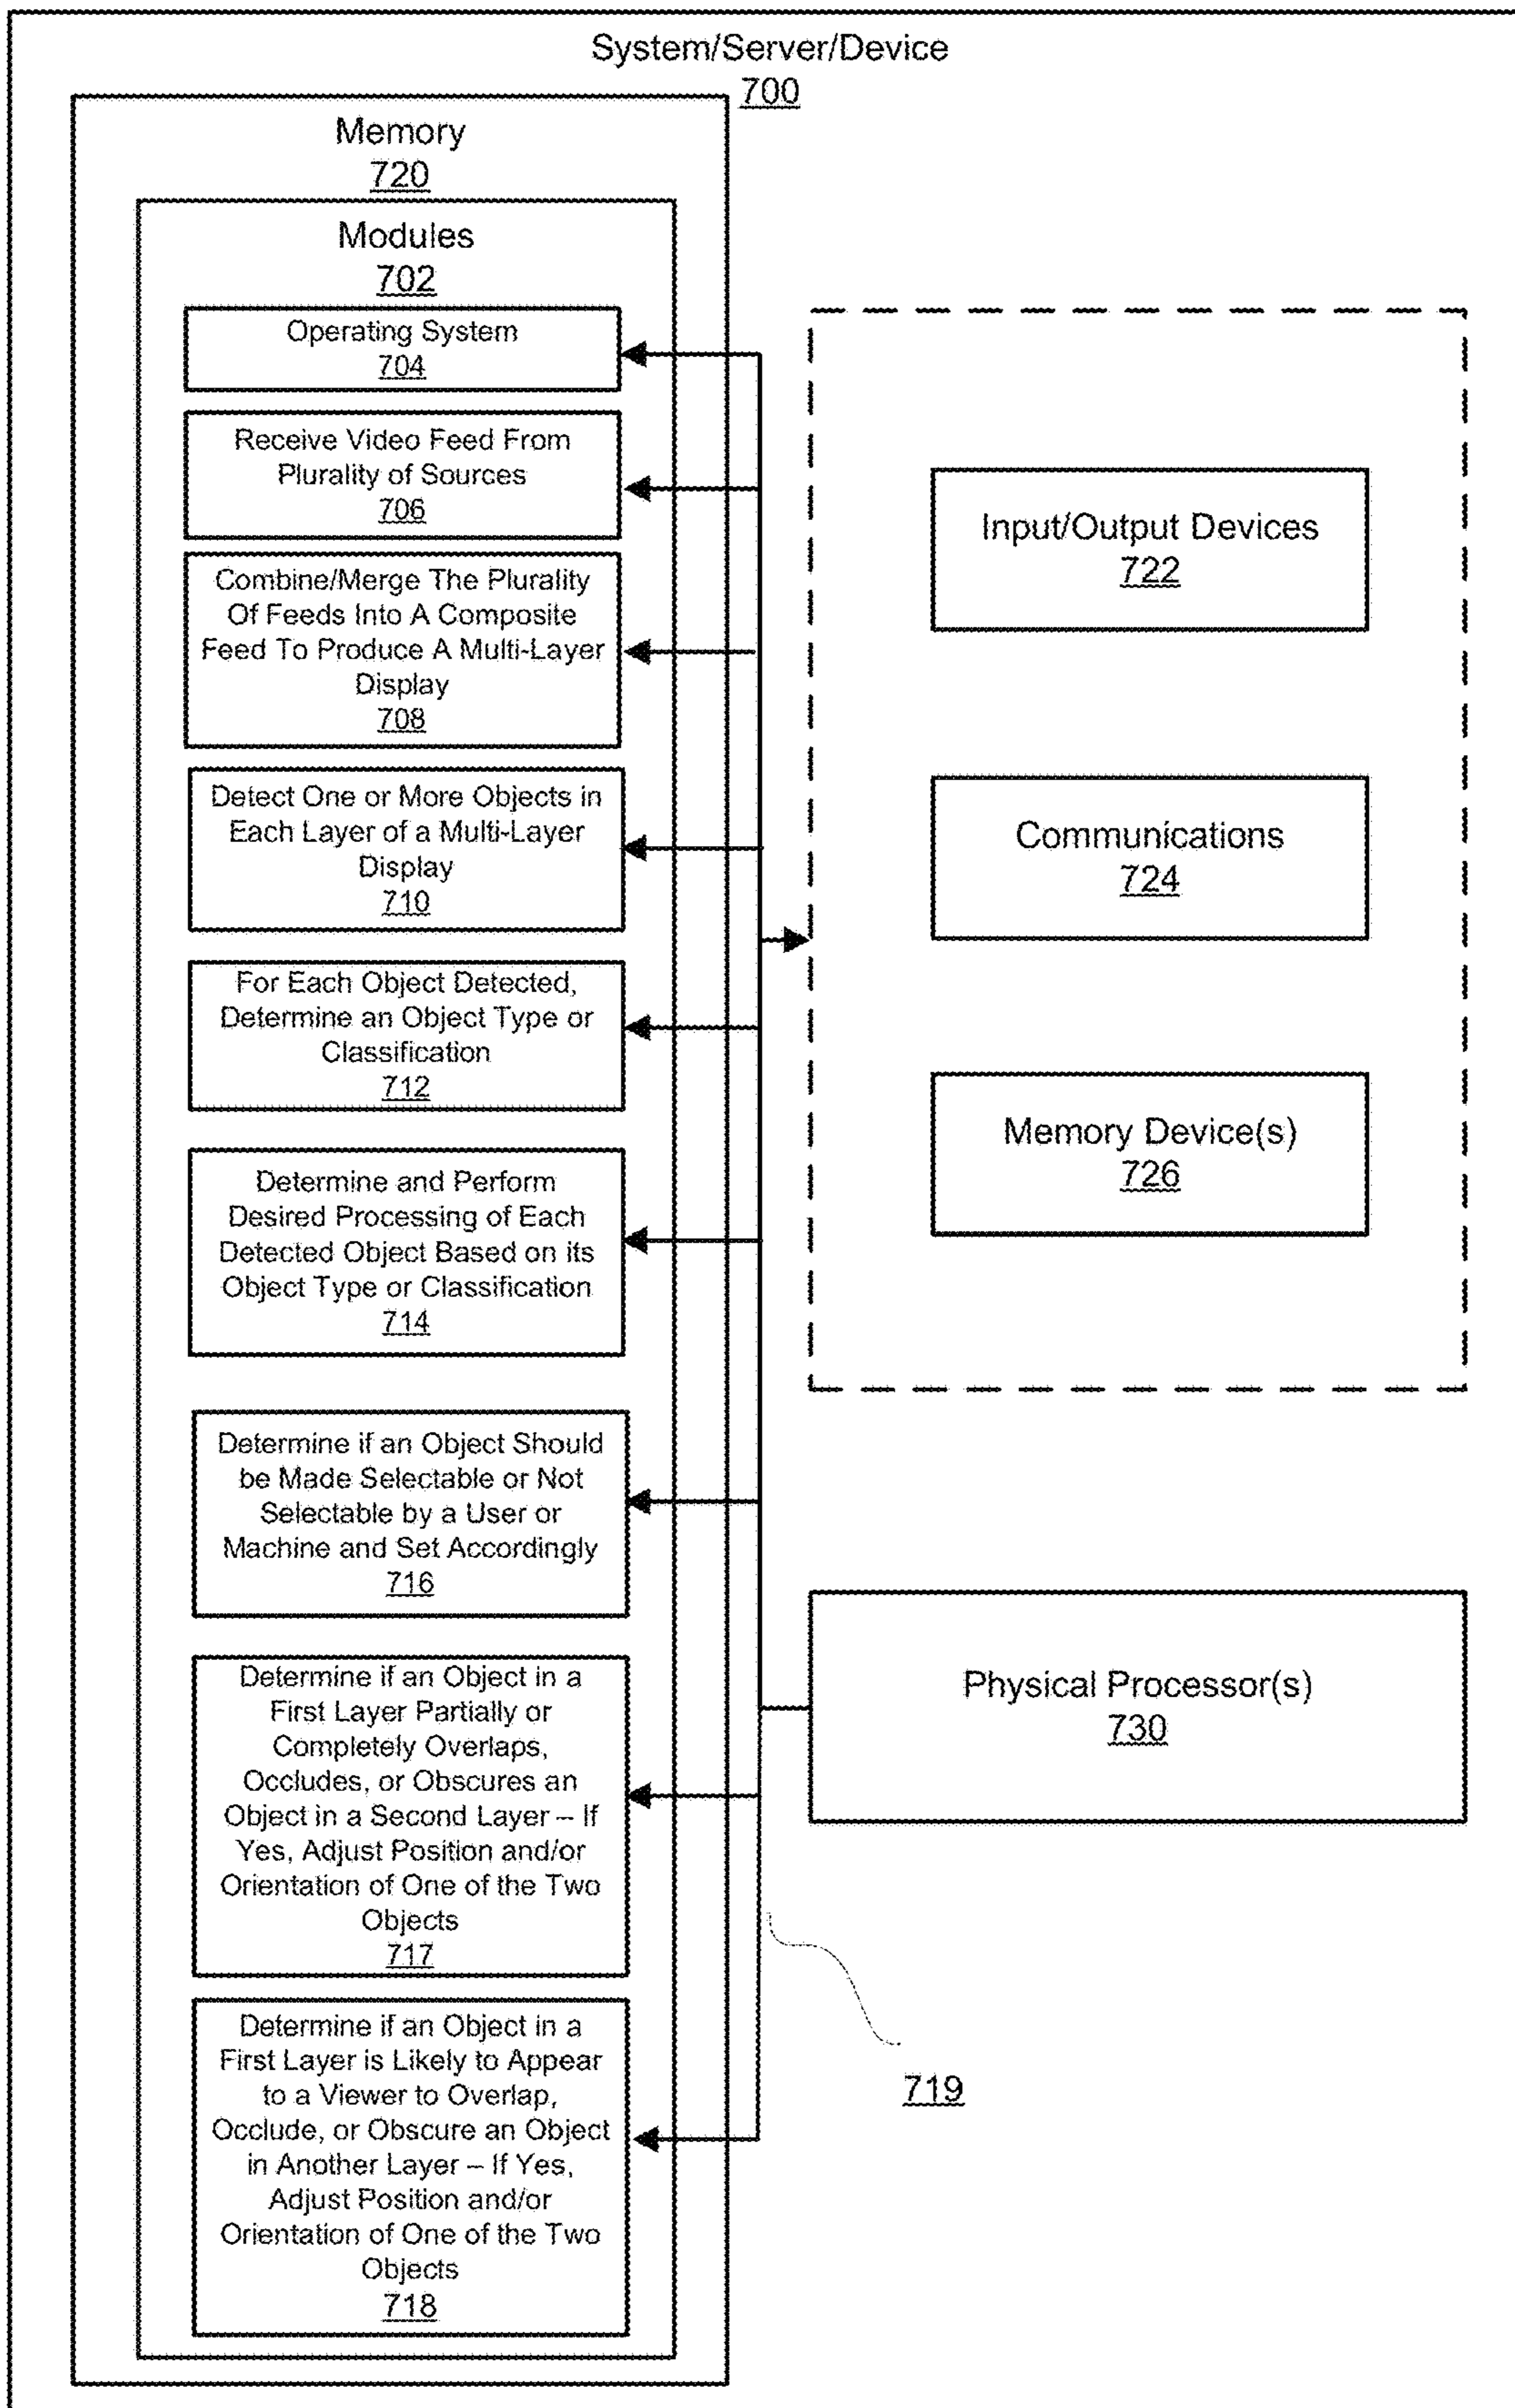 System/Server/Device
700
Memory
720
Modules
702
Operating System
704
Receive Video Feed From
Plurality of Sources
706
Combine/Merge The Plurality
Of Feeds Into A Composite
Feed To Produce A Multi-Layer
Display
708
Detect One or More Objects in
Each Layer of a Multi-Layer
Display
710
For Each Object Detected,
Determine an Object Type or
Classification
712
Determine and Perform
Desired Processing of Each
Detected Object Based on its
Object Type or Classification
714
Determine if an Object Should
be Made Selectable or Not
Selectable by a User or
Machine and Set Accordingly
716
Determine if an Object in a
First Layer Partially or
Completely Overlaps,
Occludes, or Obscures an
Object in a Second Layer – If
Yes, Adjust Position and/or
Orientation of One of the Two
Objects
717
Determine if an Object in a
First Layer is Likely to Appear
to a Viewer to Overlap,
Occlude, or Obscure an Object
in Another Layer – If Yes,
Adjust Position and/or
Orientation of One of the Two
Objects
718
Input/Output Devices
722
Communications
724
Memory Device(s)
726
Physical Processor(s)
730
719